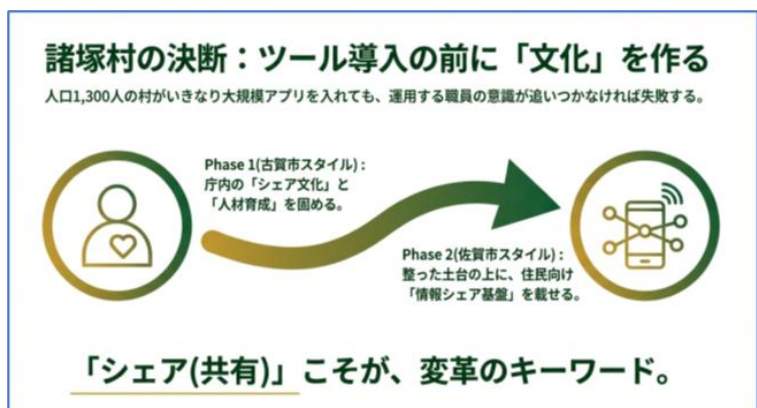 諸塚村の決断：ツール導入の前に「文化」を作る
人口1,300人の村がいきなり大規模アプリを入れても、運用する職員の意識が追いつかなければ失敗する。
Phase 1(古賀市スタイル)：
庁内の「シェア文化」と
「人材育成」を固める。
Phase 2(佐賀市スタイル)：
整った土台の上に、住民向け
「情報シェア基盤」を載せる。
「シェア(共有)」こそが、変革のキーワード。